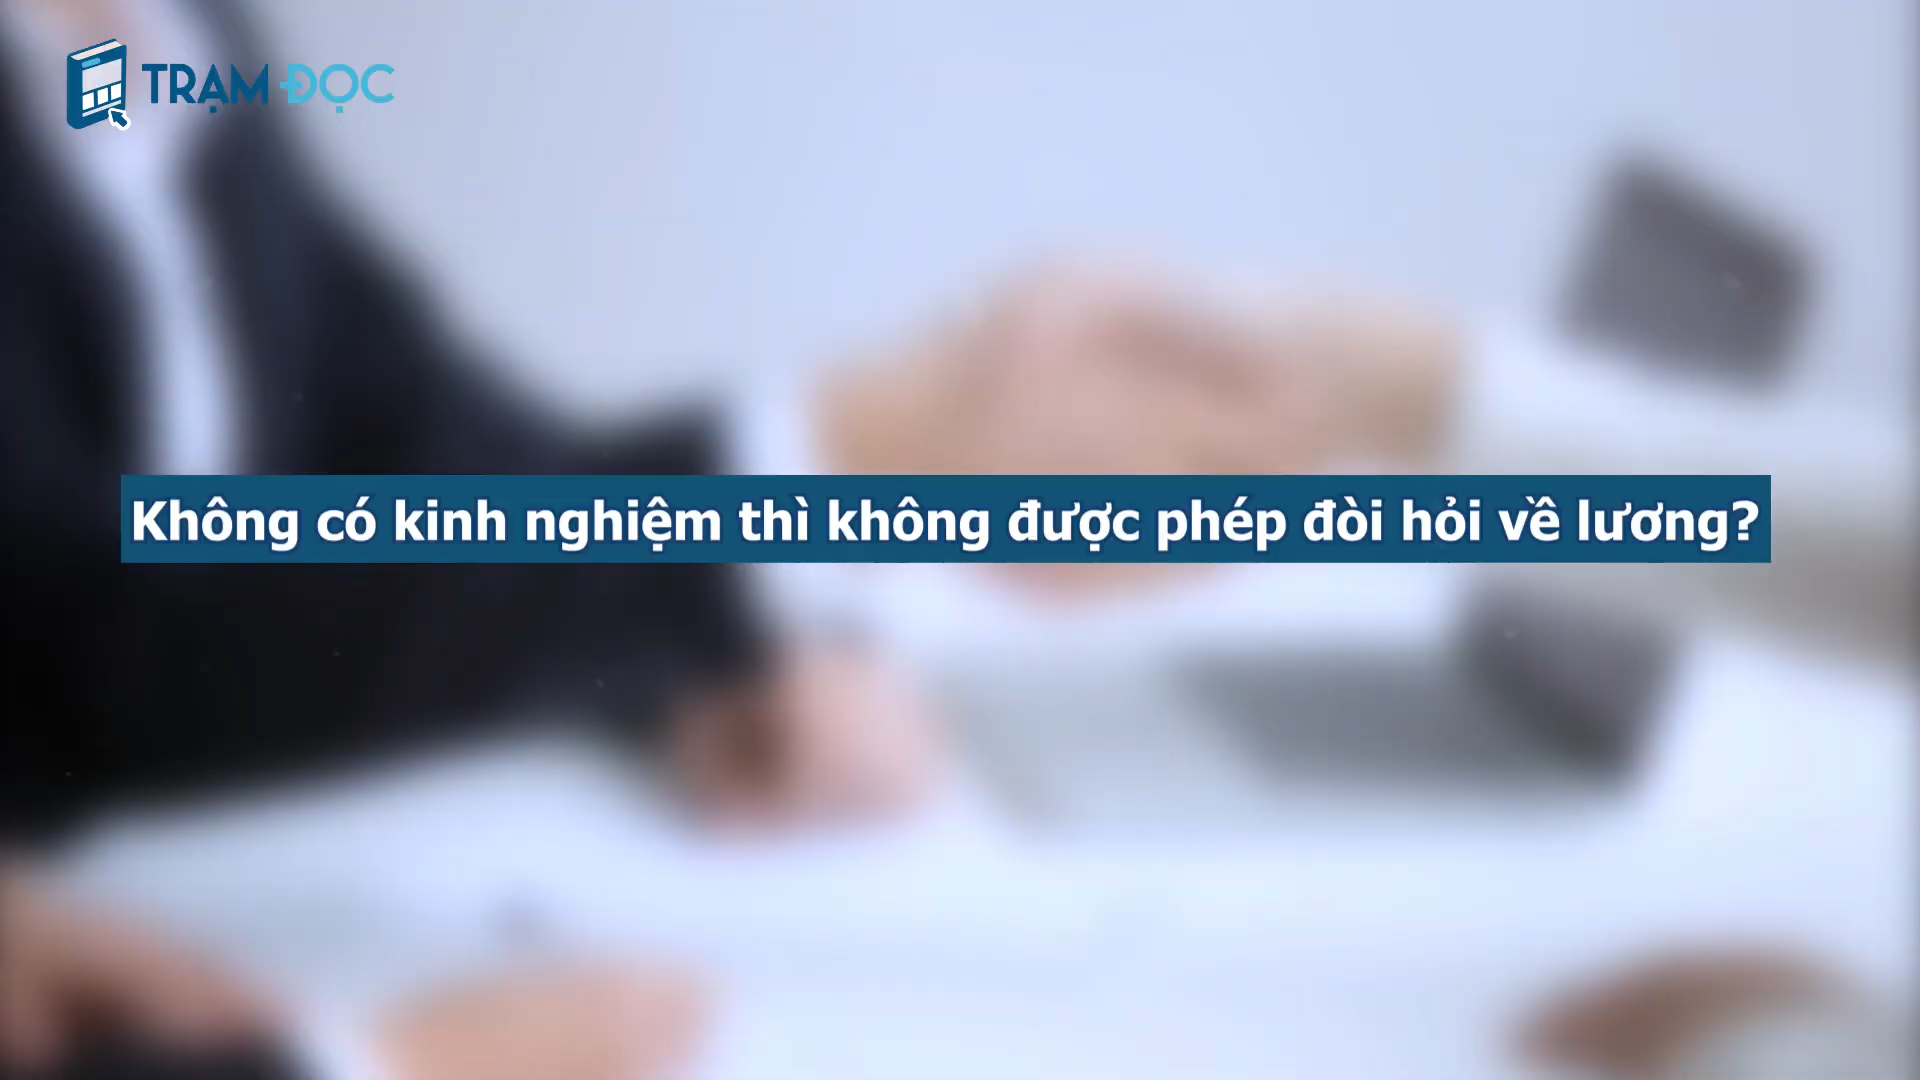 TRẠM ĐỌC
Không có kinh nghiệm thì không được phép đòi hỏi về lương?